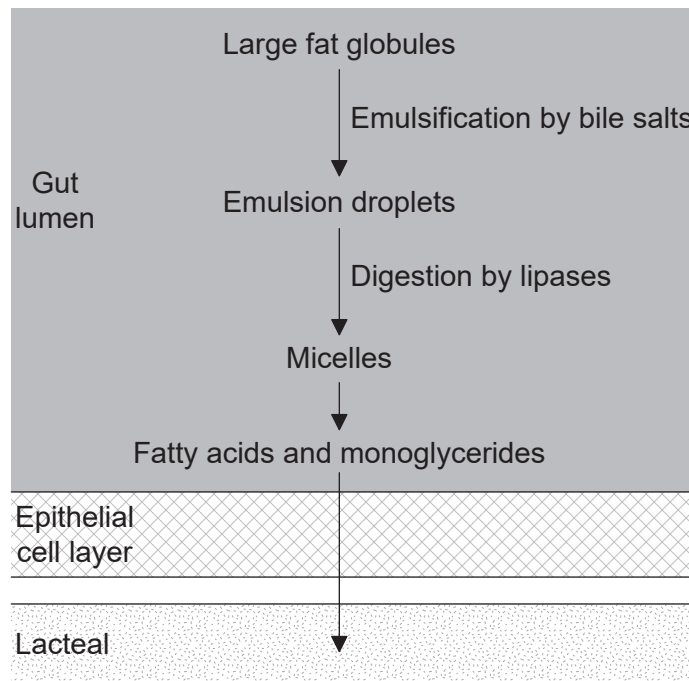 Large fat globules
Emulsification by bile salts
Gut
lumen
Emulsion droplets
Digestion by lipases
Micelles
Fatty acids and monoglycerides
Epithelial
cell layer
Lacteal